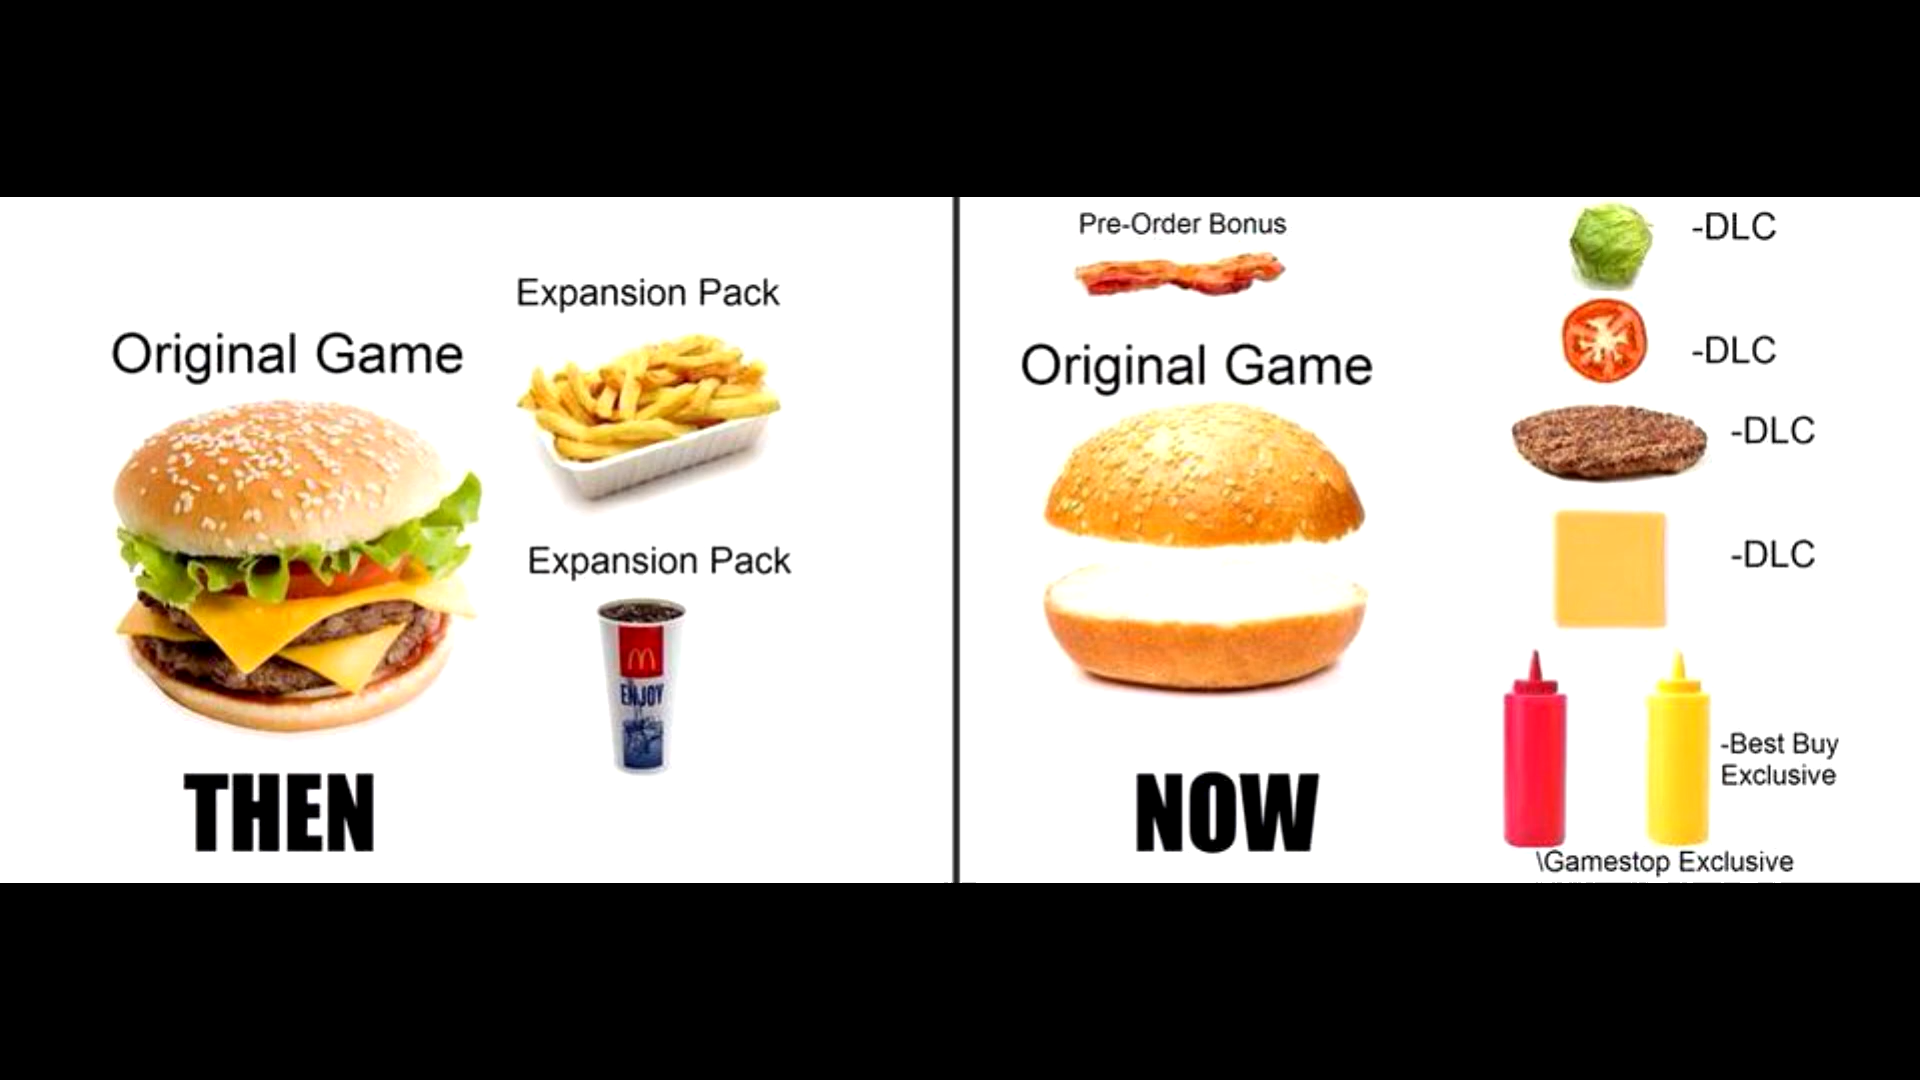 Original Game
Expansion Pack
Expansion Pack
ENJOY
THEN
Pre-Order Bonus
Original Game
NOW
-DLC
-DLC
-DLC
-DLC
-Best Buy
Exclusive
\Gamestop Exclusive